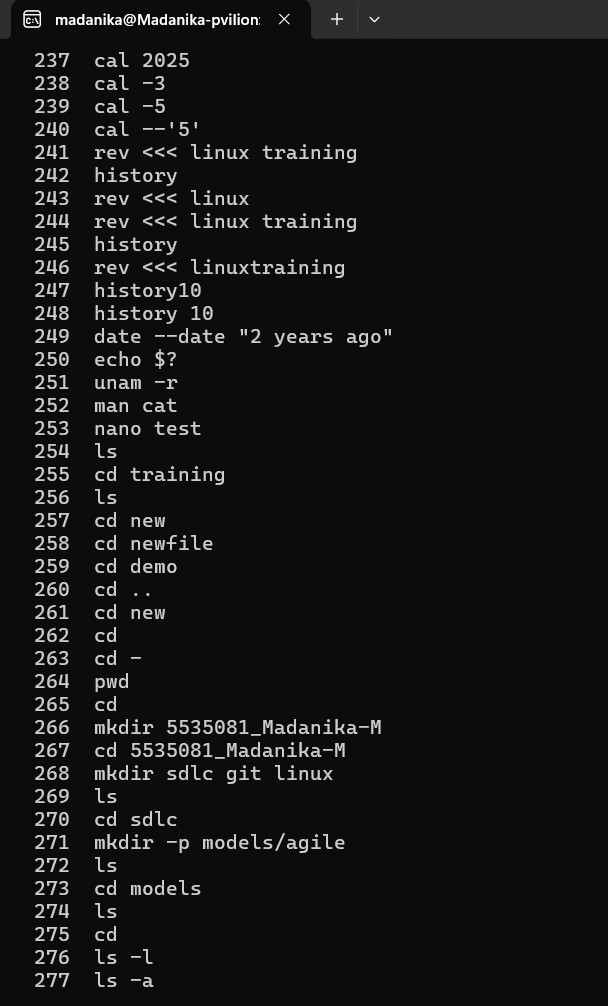 madanika@Madanika-pvilion:
237 cal 2025
238 cal -3
239 cal -5
240 cal --'5'
241 rev <<< linux training
242 history
243 rev <<< linux
244 rev <<< linux training
245 history
246 rev <<< linuxtraining
247 history10
248 history 10
249 date --date "2 years ago"
250 echo $?
251 unam -r
252 man cat
253 nano test
254 ls
255 cd training
256 ls
257 cd new
258 cd newfile
259 cd demo
260 cd ..
261 cd new
262 cd
263 cd -
264 pwd
265 cd
266 mkdir 5535081_Madanika-M
267 cd 5535081_Madanika-M
268 mkdir sdlc git linux
269 ls
270 cd sdlc
271 mkdir -p models/agile
272 ls
273 cd models
274 ls
275 cd
276 ls -l
277 ls -a